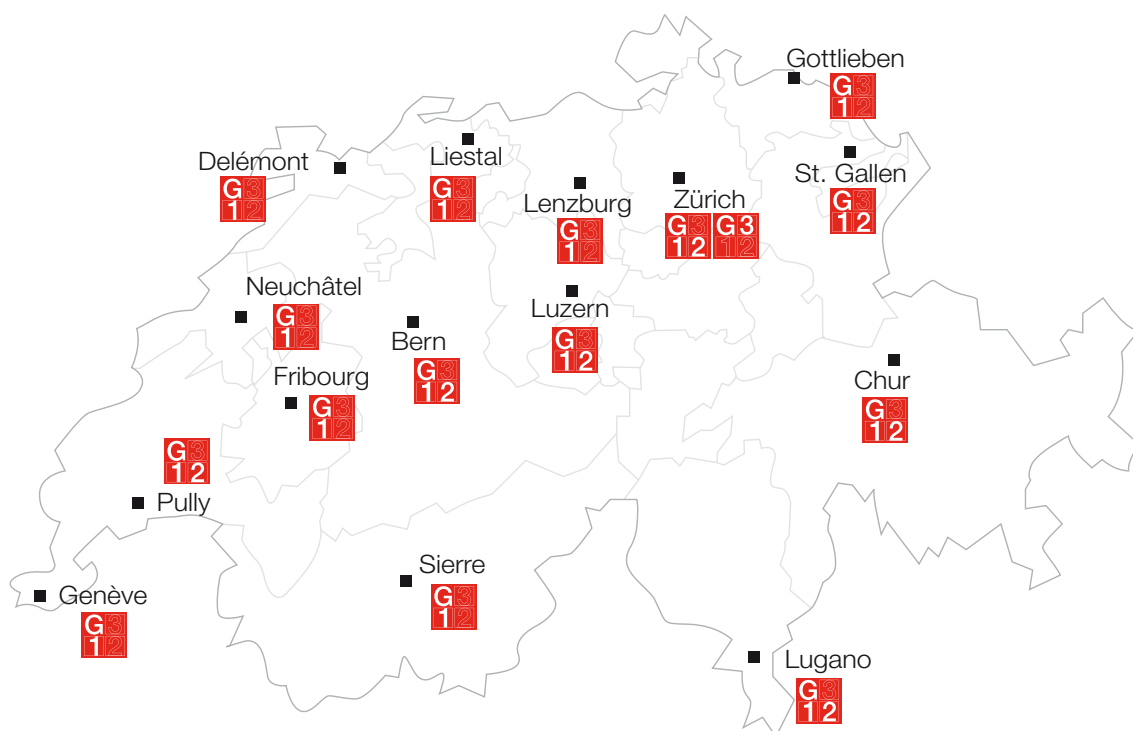 Gottlieben
G3
12
Delémont
G3
12
Liestal
G3
12
Lenzburg
G3
12
Zürich
G3 G3
12 12
St. Gallen
G3
12
Neuchâtel
G3
12
Bern
G3
12
Luzern
G3
12
Fribourg
G3
12
Chur
G3
12
G3
12
Pully
Sierre
G3
12
Genève
G3
12
Lugano
G3
12